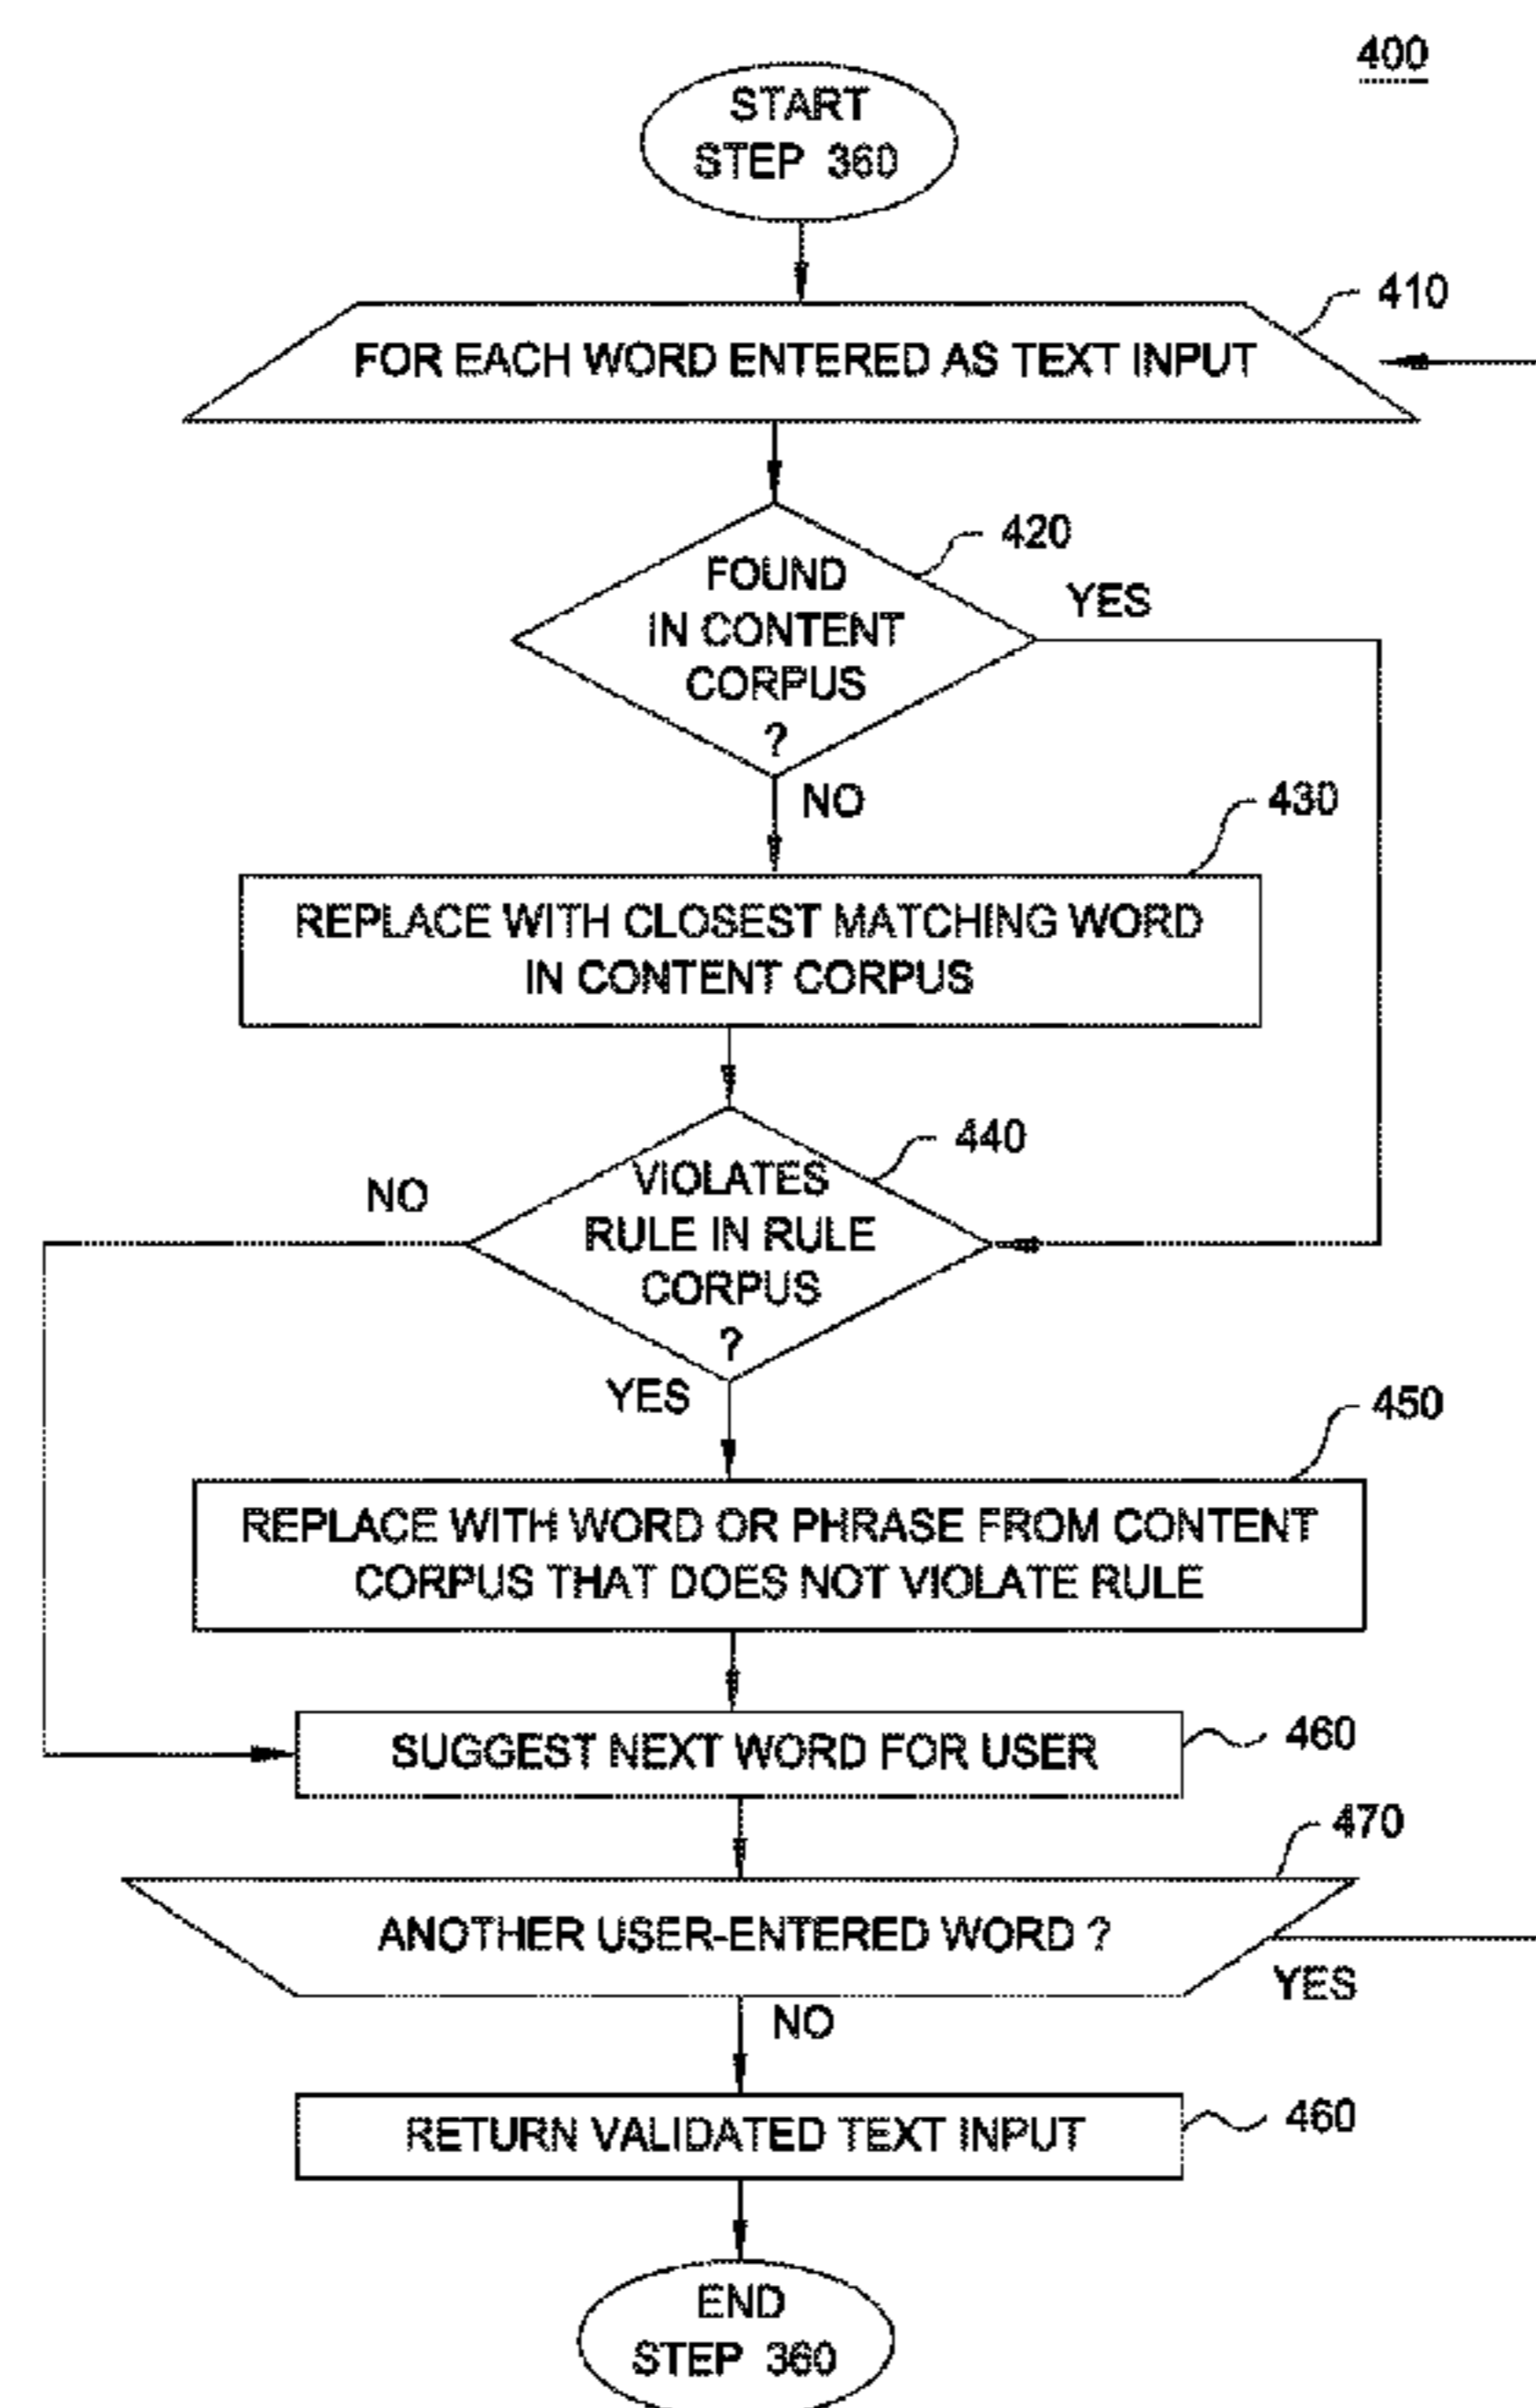 400
START
STEP 360
410
FOR EACH WORD ENTERED AS TEXT INPUT
420
FOUND
IN CONTENT
CORPUS
?
YES
NO
430
REPLACE WITH CLOSEST MATCHING WORD
IN CONTENT CORPUS
440
NO
VIOLATES
RULE IN RULE
CORPUS
?
YES
450
REPLACE WITH WORD OR PHRASE FROM CONTENT
CORPUS THAT DOES NOT VIOLATE RULE
SUGGEST NEXT WORD FOR USER
460
470
ANOTHER USER-ENTERED WORD ?
YES
NO
RETURN VALIDATED TEXT INPUT
460
END
STEP 360